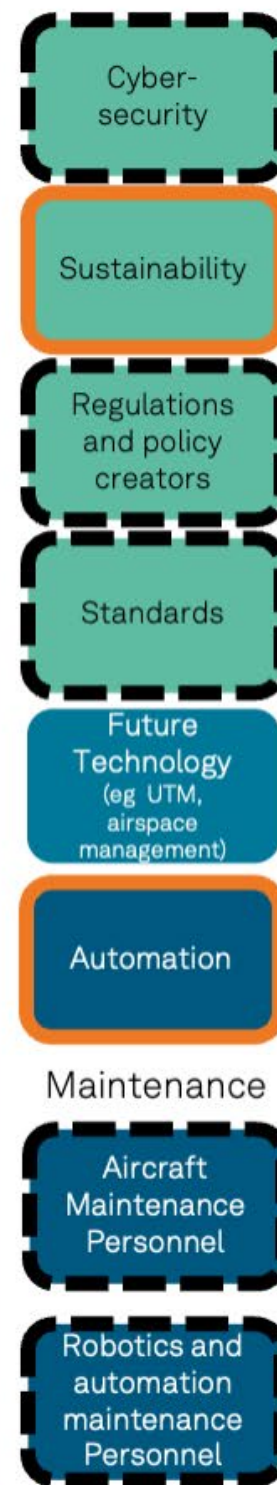 Cyber-
security
Sustainability
Regulations
and policy
creators
Standards
Future
Technology
(eg UTM,
airspace
management)
Automation
Maintenance
Aircraft
Maintenance
Personnel
Robotics and
automation
maintenance
Personnel